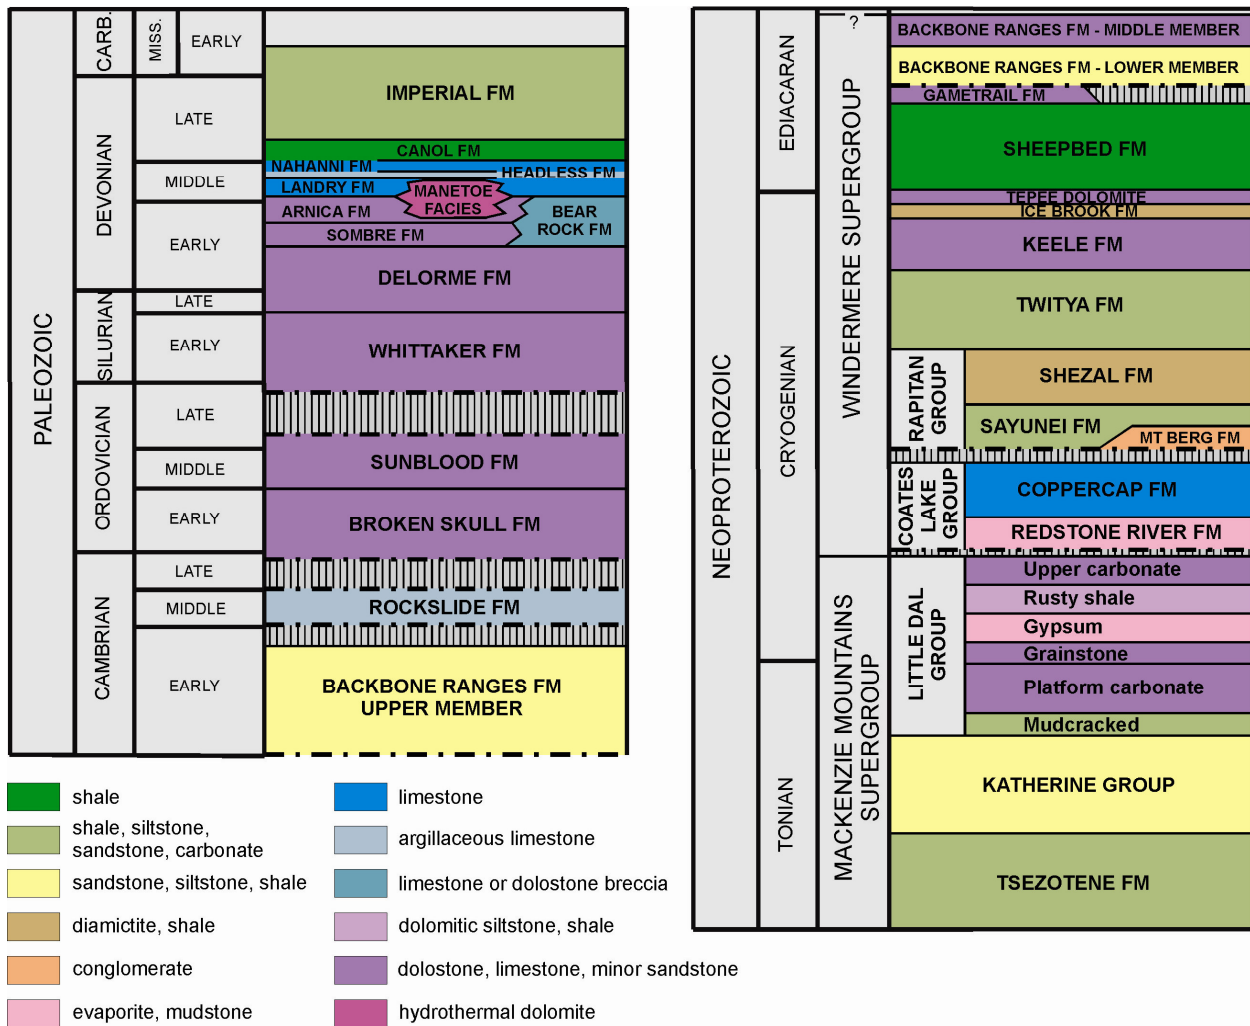 PALEOZOIC
CARB.
MISS.
EARLY
DEVONIAN
LATE
MIDDLE
EARLY
SILURIAN
LATE
EARLY
ORDOVICIAN
LATE
MIDDLE
EARLY
CAMBRIAN
LATE
MIDDLE
EARLY
IMPERIAL FM
CANOL FM
NAHANNI FM
HEADLESS FM
LANDRY FM
MANETOE
FACIES
ARNICA FM
BEAR
ROCK FM
SOMBRE FM
DELORME FM
WHITTAKER FM
SUNBLOOD FM
BROKEN SKULL FM
ROCKSLIDE FM
BACKBONE RANGES FM
UPPER MEMBER
NEOPROTEROZOIC
EDIACARAN
CRYOGENIAN
TONIAN
?
WINDERMERE SUPERGROUP
MACKENZIE MOUNTAINS
SUPERGROUP
BACKBONE RANGES FM - MIDDLE MEMBER
BACKBONE RANGES FM - LOWER MEMBER
GAMETRAIL FM
SHEEPBED FM
TEPEE DOLOMITE
ICE BROOK FM
KEELE FM
TWITYA FM
RAPITAN
GROUP
SHEZAL FM
SAYUNEI FM
MT BERG FM
COATES
LAKE
GROUP
COPPERCAP FM
REDSTONE RIVER FM
LITTLE DAL
GROUP
Upper carbonate
Rusty shale
Gypsum
Grainstone
Platform carbonate
Mudcracked
KATHERINE GROUP
TSEZOTENE FM
shale
shale, siltstone,
sandstone, carbonate
sandstone, siltstone, shale
diamictite, shale
conglomerate
evaporite, mudstone
limestone
argillaceous limestone
limestone or dolostone breccia
dolomitic siltstone, shale
dolostone, limestone, minor sandstone
hydrothermal dolomite